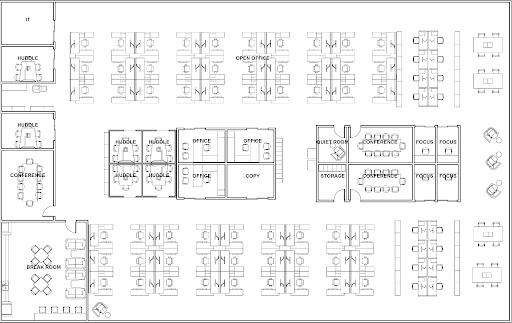 IT
HUDDLE
OPEN OFFICE
HUDDLE
HUDDLE
HUDDLE
OFFICE
OFFICE
QUIET ROOM
CONFERENCE
FOCUS
FOCUS
CONFERENCE
HUDDLE
HUDDLE
OFFICE
COPY
STORAGE
CONFERENCE
FOCUS
FOCUS
BREAK ROOM